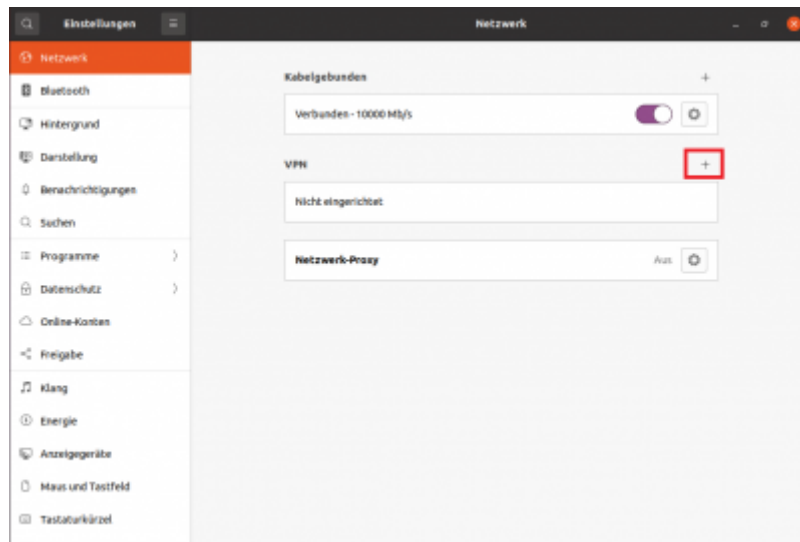 Einstellungen
Netzwerk
Netzwerk
Bluetooth
Hintergrund
Darstellung
Benachrichtigungen
Suchen
Programme
Datenschutz
Online-Konten
Freigabe
Klang
Energie
Anzeigegeräte
Maus und Tastfeld
Tastaturkürzel
Kabelgebunden
Verbunden - 10000 Mb/s
VPN
Nicht eingerichtet
Netzwerk-Proxy
Aus